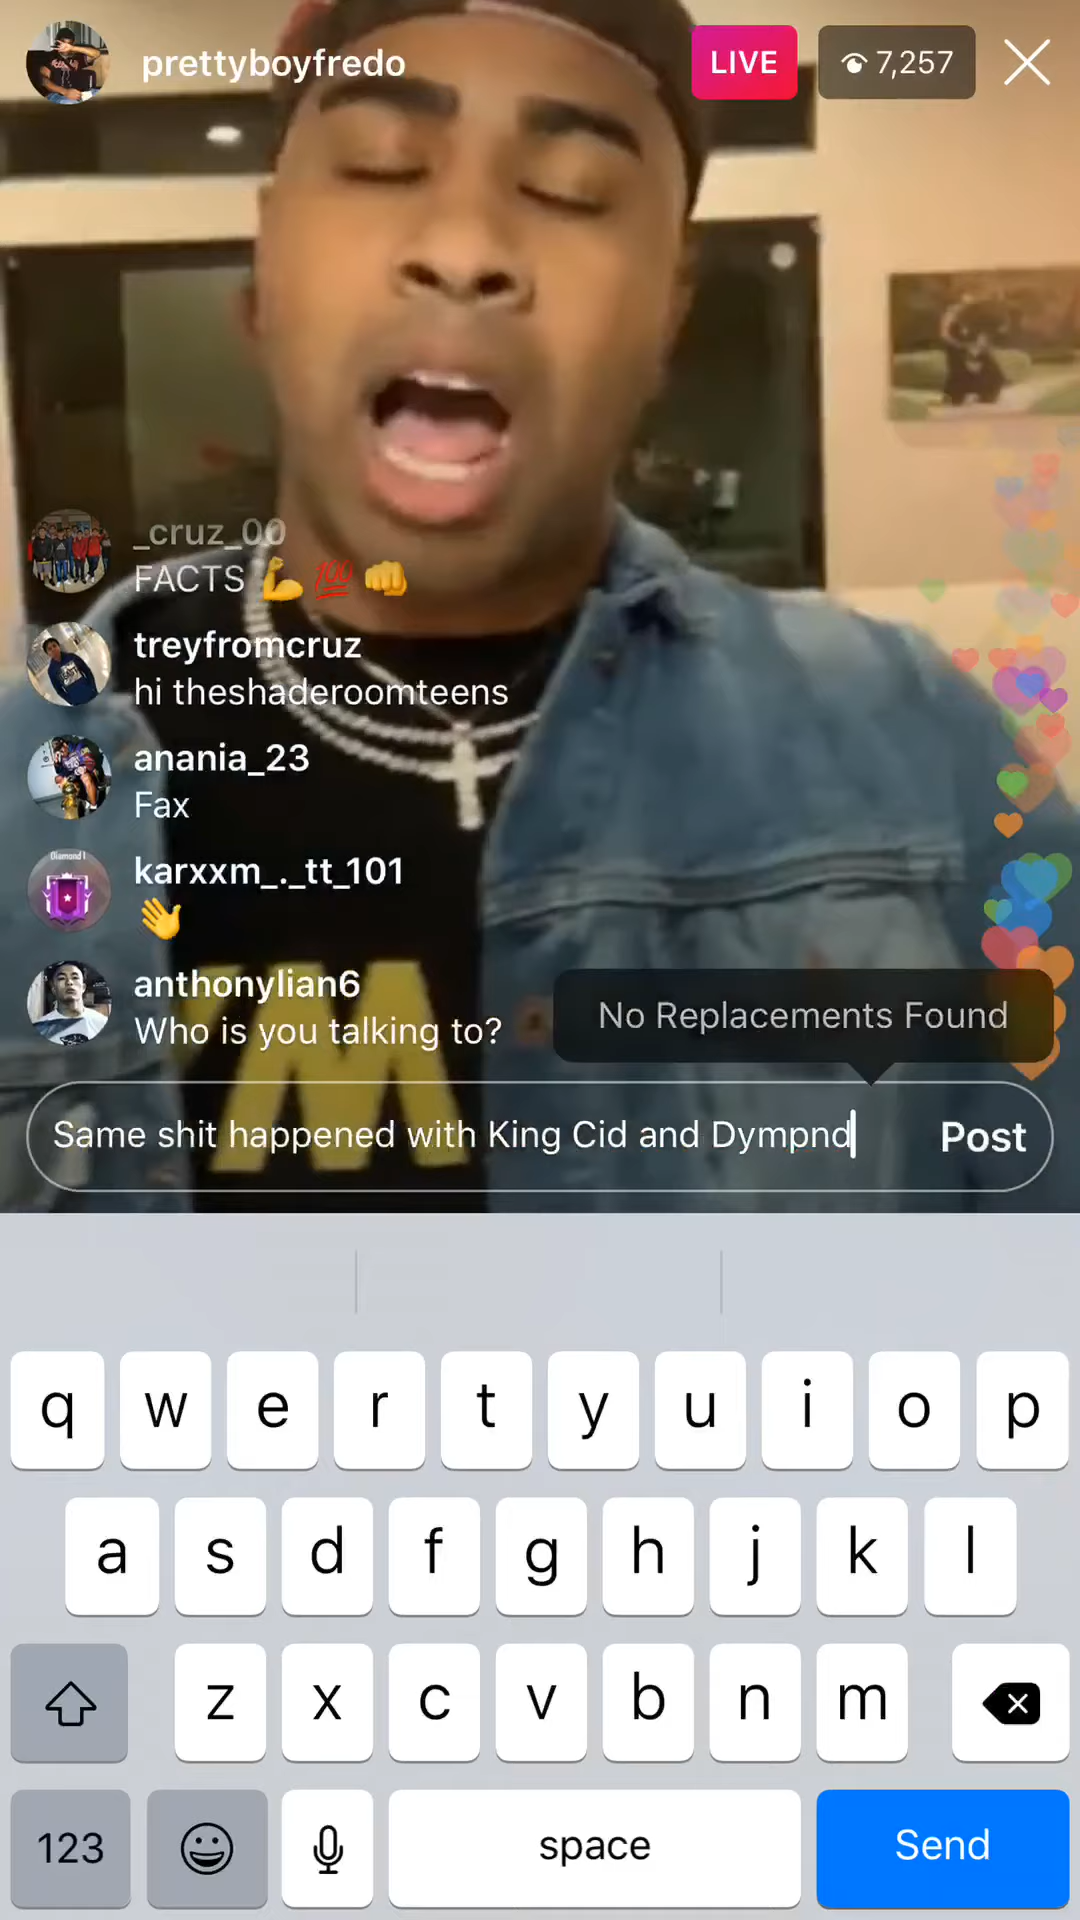 prettyboyfredo
LIVE
7,257
_cruz_00
FACTS 💪 💯 👊
treyfromcruz
hi theshaderoomteens
anania_23
Fax
Diamond I
karxxm_._tt_101
👋
anthonylian6
Who is you talking to?
No Replacements Found
Same shit happened with King Cid and Dympnd
Post
q w e r t y u i o p
a s d f g h j k l
z x c v b n m
123
space
Send